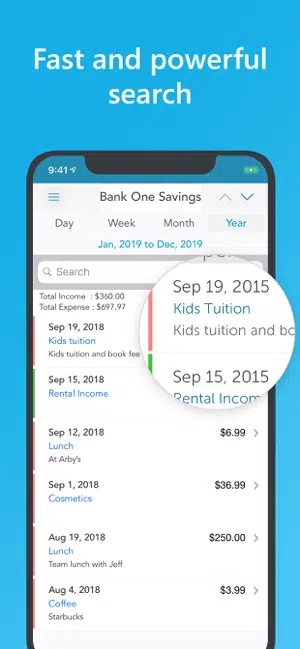 Fast and powerful
search
9:41
Bank One Savings
Day Week Month Year
Jan, 2019 to Dec, 2019
Search
Total Income : $360.00
Total Expense : $697.97
Sep 19, 2018
Kids tuition
Kids tuition and book fee
Sep 15, 2018
Rental Income
Sep 19, 2015
Kids Tuition
Kids tuition and bo
Sep 15, 2015
Rental Incom
Sep 12, 2018
Lunch
At Arby's
$6.99
Sep 1, 2018
Cosmetics
$36.99
Aug 19, 2018
Lunch
Team lunch with Jeff
$250.00
Aug 4, 2018
Coffee
Starbucks
$3.99